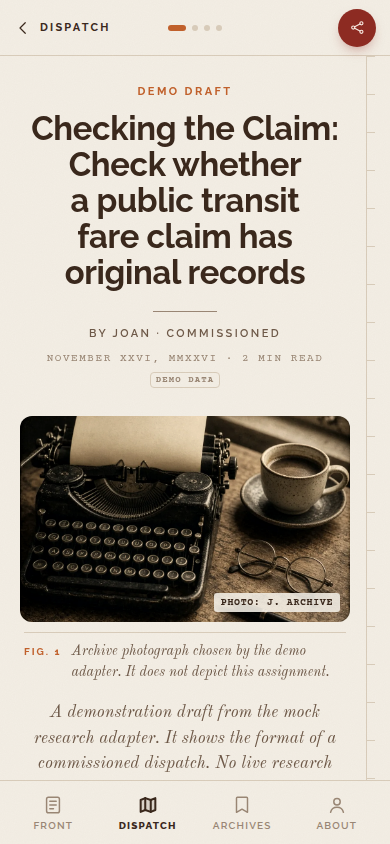 DISPATCH
DEMO DRAFT
Checking the Claim:
Check whether
a public transit
fare claim has
original records
BY JOAN · COMMISSIONED
NOVEMBER XXVI, MMXXVI · 2 MIN READ
DEMO DATA
PHOTO: J. ARCHIVE
FIG. 1 Archive photograph chosen by the demo
adapter. It does not depict this assignment.
A demonstration draft from the mock
research adapter. It shows the format of a
commissioned dispatch. No live research
FRONT DISPATCH ARCHIVES ABOUT